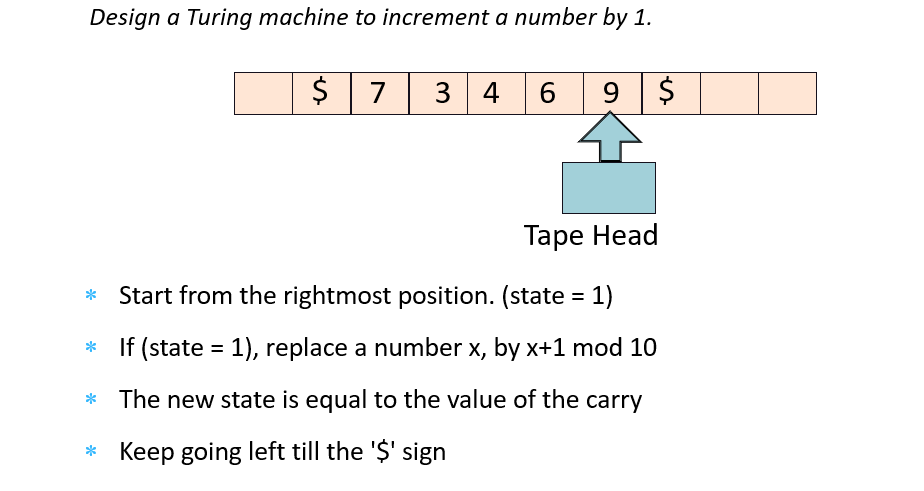 Design a Turing machine to increment a number by 1.
$ 7 3 4 6 9 $
Tape Head
* Start from the rightmost position. (state = 1)
* If (state = 1), replace a number x, by x+1 mod 10
* The new state is equal to the value of the carry
* Keep going left till the '$' sign